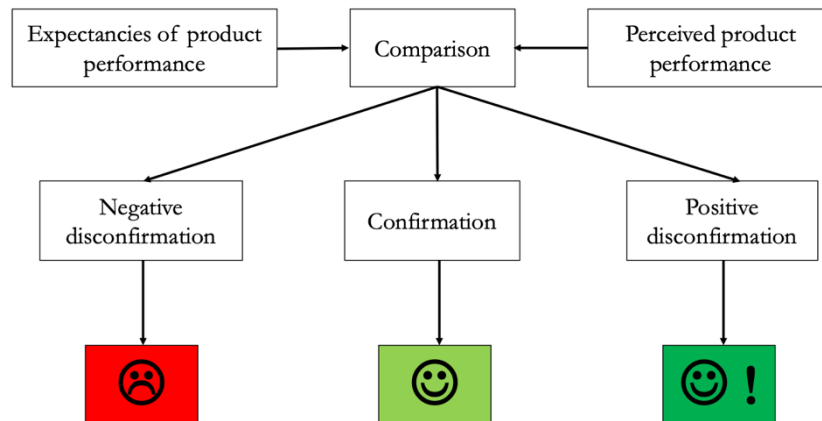 Expectancies of product
performance
Comparison
Perceived product
performance
Negative
disconfirmation
Confirmation
Positive
disconfirmation
!